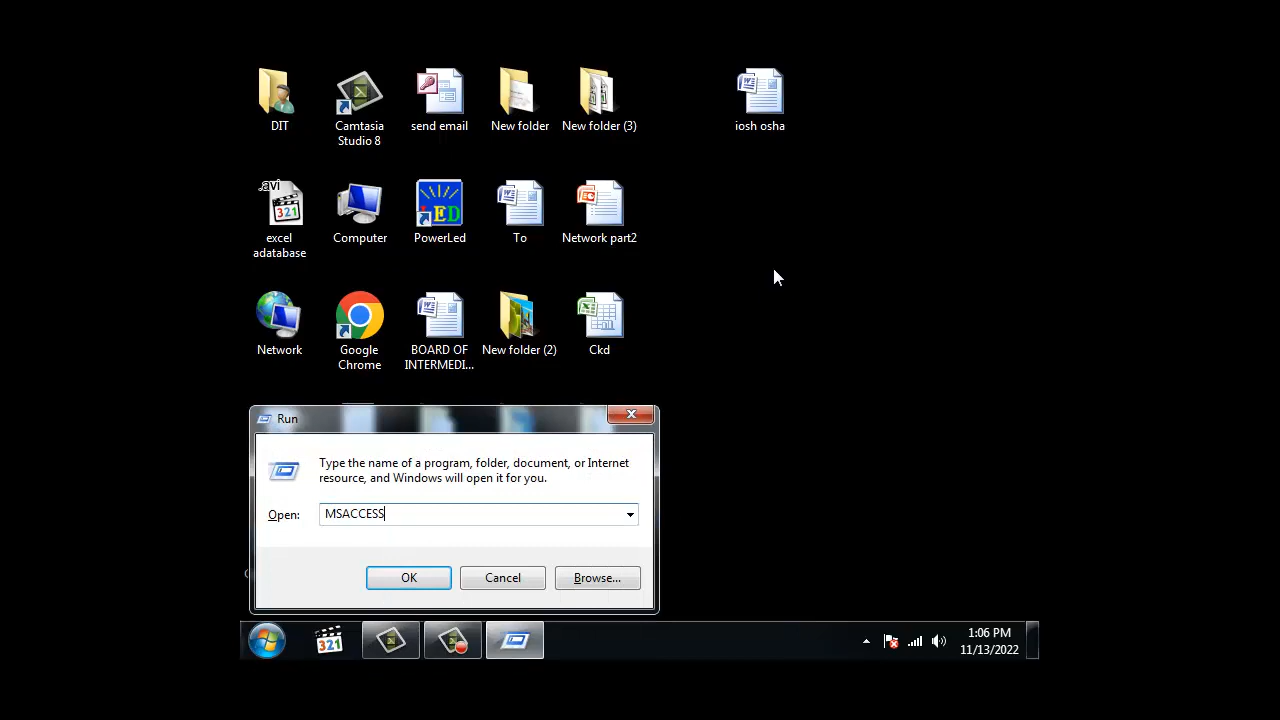 DIT
Camtasia
Studio 8
send email
New folder
New folder (3)
iosh osha
.avi
321
excel
adatabase
Computer
ED
PowerLed
To
Network part2
Network
Google
Chrome
BOARD OF
INTERMEDI...
New folder (2)
Ckd
Run
X
Type the name of a program, folder, document, or Internet
resource, and Windows will open it for you.
Open:
MSACCESS
OK
Cancel
Browse...
321
1:06 PM
11/13/2022